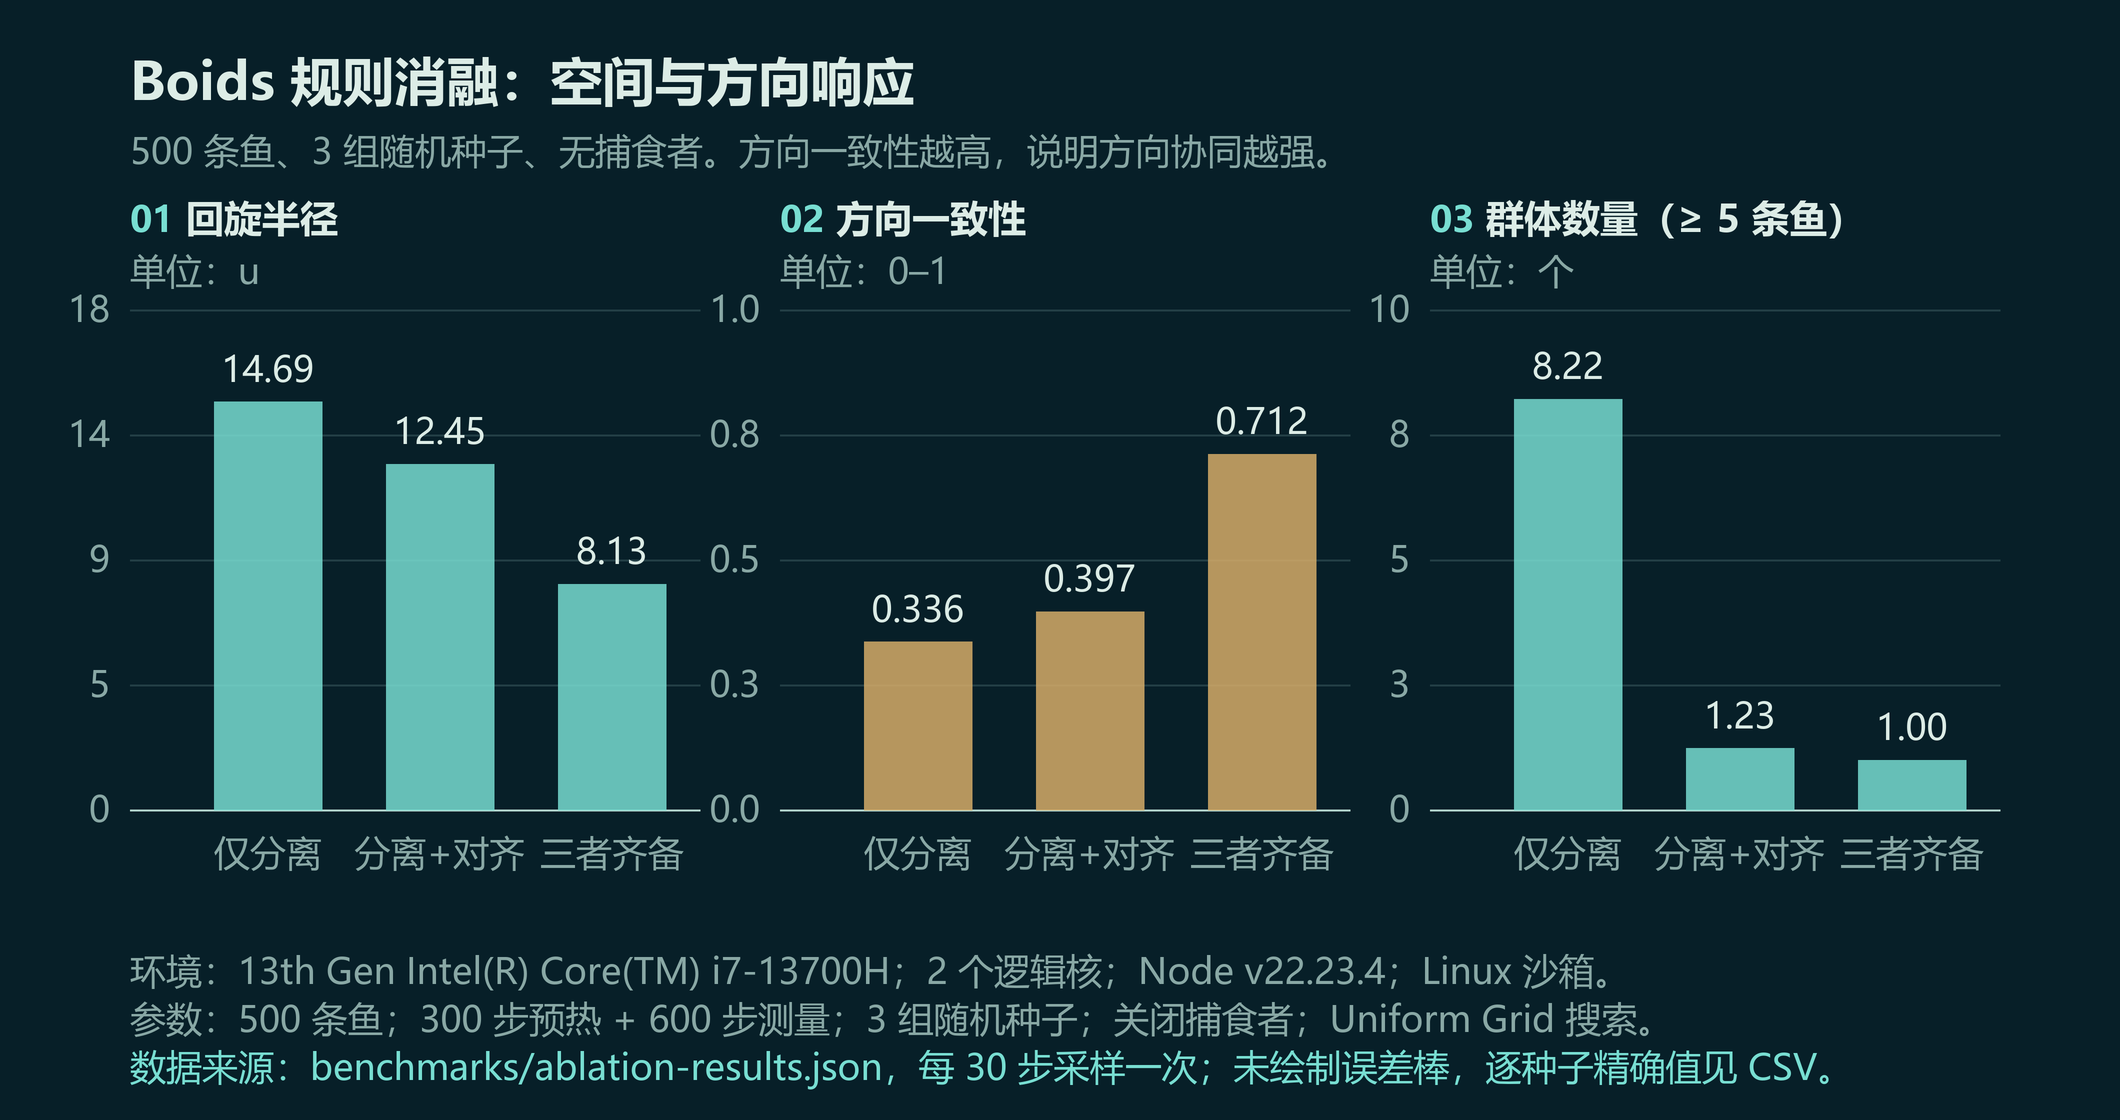 Boids 规则消融：空间与方向响应
500 条鱼、3 组随机种子、无捕食者。方向一致性越高，说明方向协同越强。
01 回旋半径
单位：u
18
14
9
5
0
14.69
12.45
8.13
仅分离
分离+对齐
三者齐备
02 方向一致性
单位：0–1
1.0
0.8
0.5
0.3
0.0
0.336
0.397
0.712
仅分离
分离+对齐
三者齐备
03 群体数量（≥ 5 条鱼）
单位：个
10
8
5
3
0
8.22
1.23
1.00
仅分离
分离+对齐
三者齐备
环境：13th Gen Intel(R) Core(TM) i7-13700H；2 个逻辑核；Node v22.23.4；Linux 沙箱。
参数：500 条鱼；300 步预热 + 600 步测量；3 组随机种子；关闭捕食者；Uniform Grid 搜索。
数据来源：benchmarks/ablation-results.json，每 30 步采样一次；未绘制误差棒，逐种子精确值见 CSV。